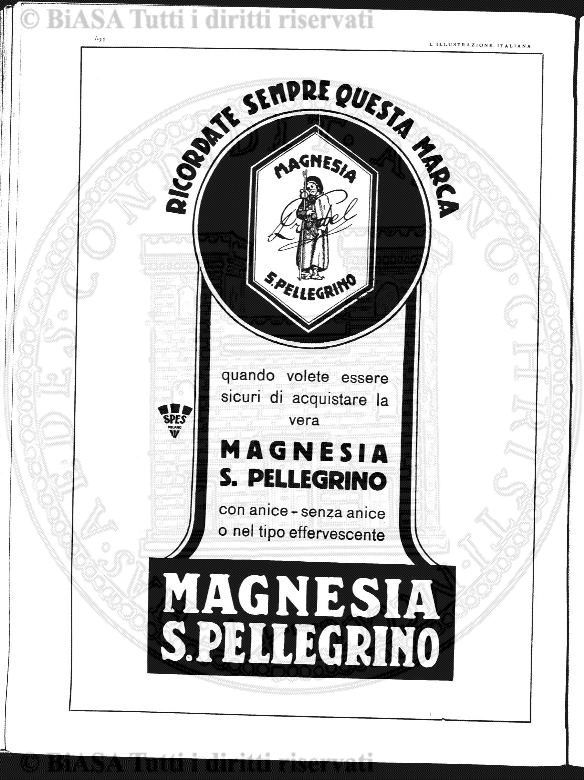 © BiASA Tutti i diritti riservati
L'ILLUSTRAZIONE ITALIANA
RICORDATE SEMPRE QUESTA MARCA
MAGNESIA
S. PELLEGRINO
quando volete essere
sicuri di acquistare la
vera
MAGNESIA
S. PELLEGRINO
con anice - senza anice
o nel tipo effervescente
SPES
MILANO
MAGNESIA
S. PELLEGRINO
© BiASA Tutti i diritti riservati